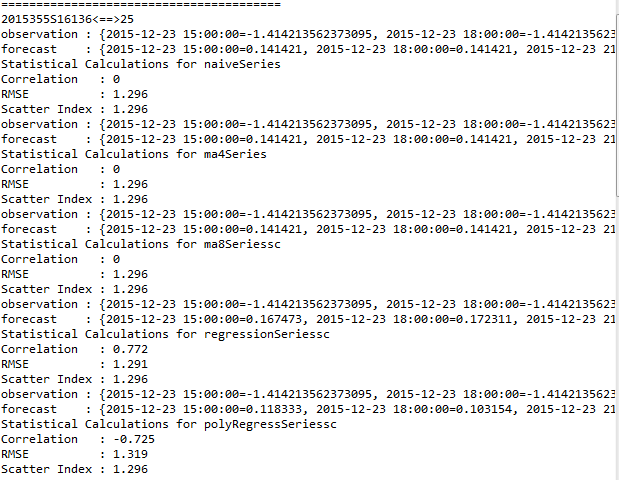 ========================================
2015355S16136<==>25
observation : {2015-12-23 15:00:00=-1.414213562373095, 2015-12-23 18:00:00=-1.4142135623
forecast    : {2015-12-23 15:00:00=0.141421, 2015-12-23 18:00:00=0.141421, 2015-12-23 21
Statistical Calculations for naiveSeries
Correlation   : 0
RMSE          : 1.296
Scatter Index : 1.296
observation : {2015-12-23 15:00:00=-1.414213562373095, 2015-12-23 18:00:00=-1.4142135623
forecast    : {2015-12-23 15:00:00=0.141421, 2015-12-23 18:00:00=0.141421, 2015-12-23 21
Statistical Calculations for ma4Series
Correlation   : 0
RMSE          : 1.296
Scatter Index : 1.296
observation : {2015-12-23 15:00:00=-1.414213562373095, 2015-12-23 18:00:00=-1.4142135623
forecast    : {2015-12-23 15:00:00=0.141421, 2015-12-23 18:00:00=0.141421, 2015-12-23 21
Statistical Calculations for ma8Seriessc
Correlation   : 0
RMSE          : 1.296
Scatter Index : 1.296
observation : {2015-12-23 15:00:00=-1.414213562373095, 2015-12-23 18:00:00=-1.4142135623
forecast    : {2015-12-23 15:00:00=0.167473, 2015-12-23 18:00:00=0.172311, 2015-12-23 21
Statistical Calculations for regressionSeriessc
Correlation   : 0.772
RMSE          : 1.291
Scatter Index : 1.296
observation : {2015-12-23 15:00:00=-1.414213562373095, 2015-12-23 18:00:00=-1.4142135623
forecast    : {2015-12-23 15:00:00=0.118333, 2015-12-23 18:00:00=0.103154, 2015-12-23 21
Statistical Calculations for polyRegressSeriessc
Correlation   : -0.725
RMSE          : 1.319
Scatter Index : 1.296